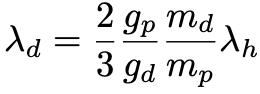 λ_d = \frac{2}{3} \frac{g_p}{g_d} \frac{m_d}{m_p} λ_h